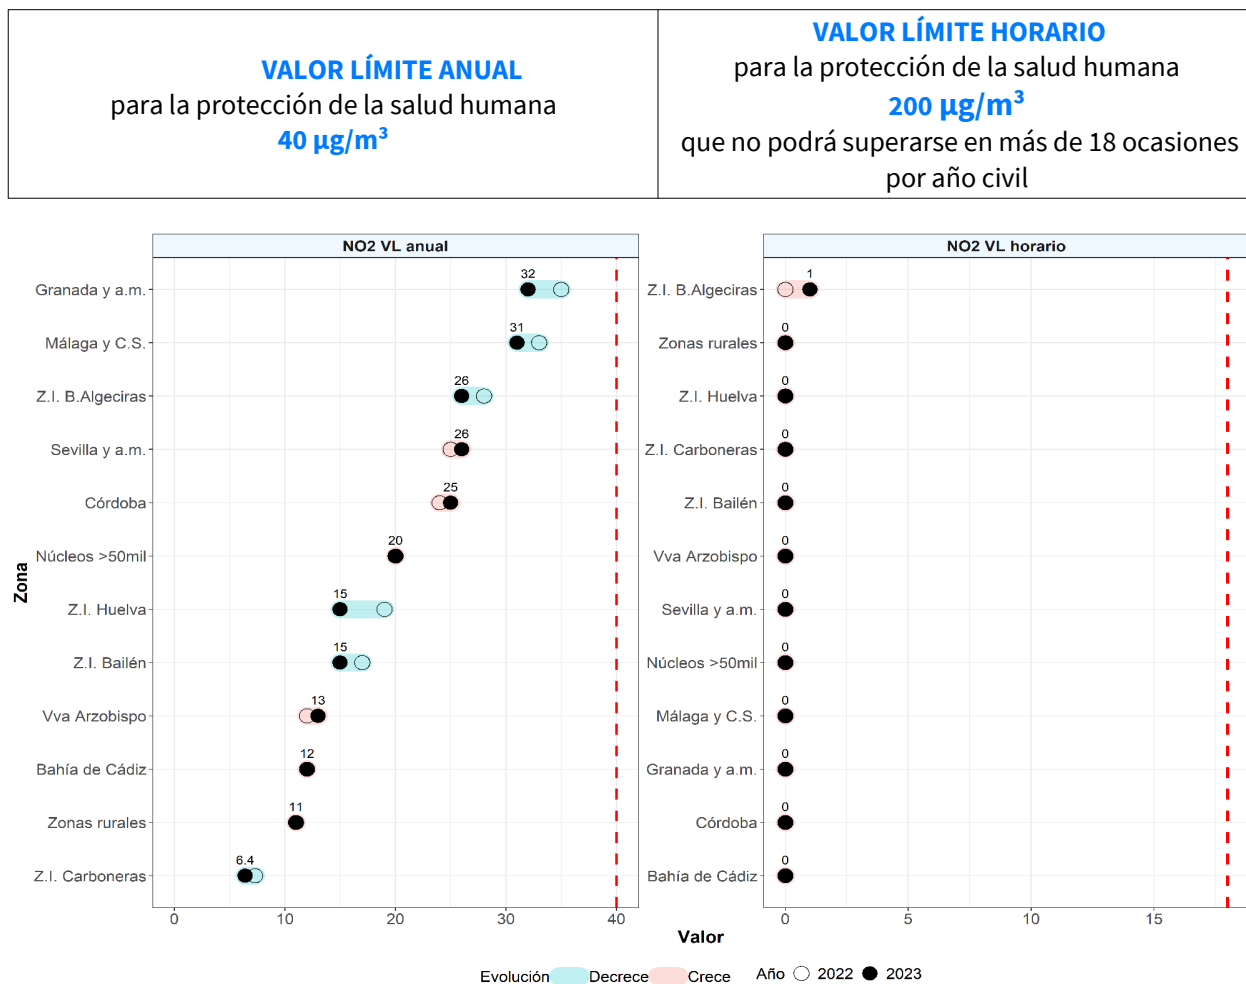 VALOR LÍMITE ANUAL
para la protección de la salud humana
40 µg/m³
VALOR LÍMITE HORARIO
para la protección de la salud humana
200 µg/m³
que no podrá superarse en más de 18 ocasiones
por año civil
NO2 VL anual
Zona
Granada y a.m.
32
Málaga y C.S.
31
Z.I. B.Algeciras
26
Sevilla y a.m.
26
Córdoba
25
Núcleos >50mil
20
Z.I. Huelva
15
Z.I. Bailén
15
Vva Arzobispo
13
Bahía de Cádiz
12
Zonas rurales
11
Z.I. Carboneras
6.4
0 10 20 30 40
NO2 VL horario
Z.I. B.Algeciras
1
Zonas rurales
0
Z.I. Huelva
0
Z.I. Carboneras
0
Z.I. Bailén
0
Vva Arzobispo
0
Sevilla y a.m.
0
Núcleos >50mil
0
Málaga y C.S.
0
Granada y a.m.
0
Córdoba
0
Bahía de Cádiz
0
0 5 10 15
Valor
Evolución Decrece Crece Año 2022 2023